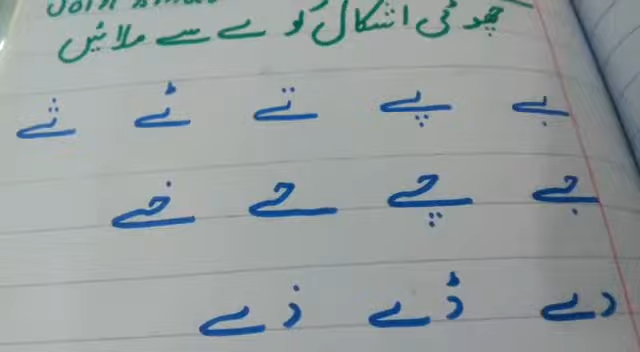 چھوٹی اشکال کو ے سے ملائیں
بے پے تے ٹے ثے
جے چے حے خے
دے ڈے ذے